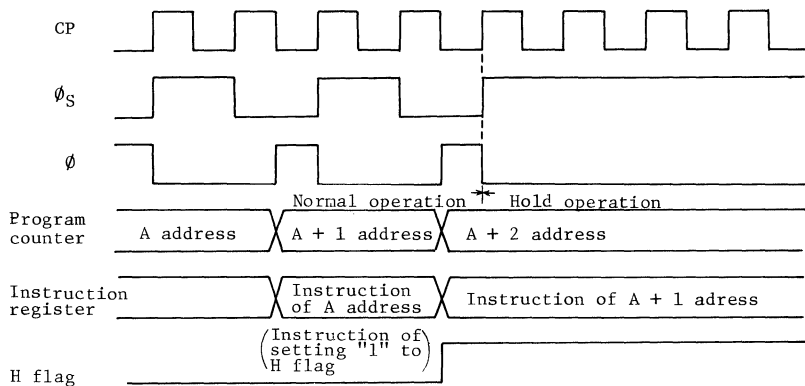 CP
ØS
Ø
Normal operation
Hold operation
Program
counter
A address
A + 1 address
A + 2 address
Instruction
register
Instruction
of A address
Instruction of A + 1 adress
(Instruction of
setting "1" to
H flag)
H flag